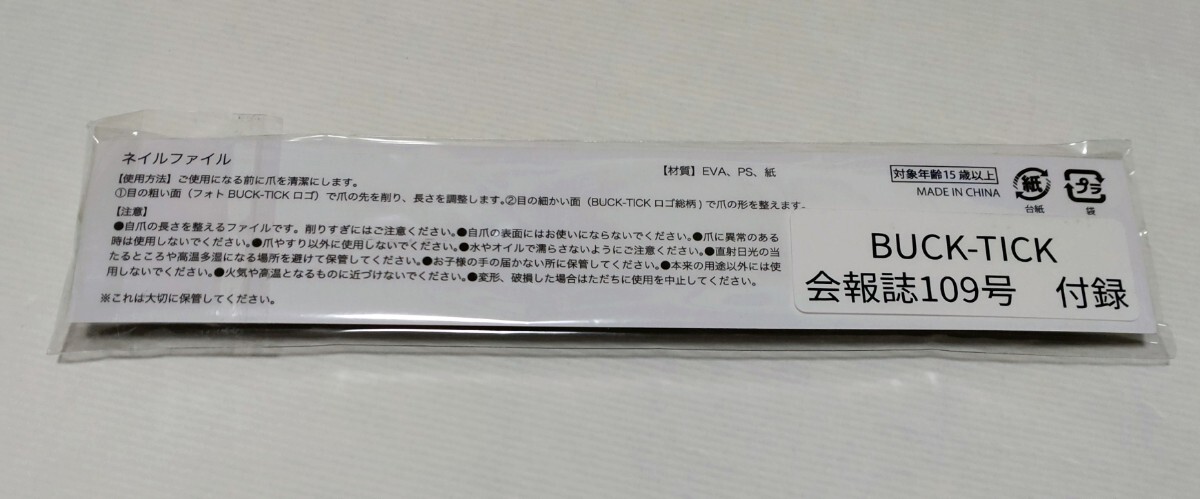 ネイルファイル
【使用方法】ご使用になる前に爪を清潔にします。
①目の粗い面（フォト BUCK-TICK ロゴ）で爪の先を削り、長さを調整します。②目の細かい面（BUCK-TICK ロゴ総柄）で爪の形を整えます。
【注意】
●自爪の長さを整えるファイルです。削りすぎにはご注意ください。●自爪の表面にはお使いにならないでください。●爪に異常のある
時は使用しないでください。●爪やすり以外に使用しないでください。●水やオイルで濡らさないようにご注意ください。●直射日光の当
たるところや高温多湿になる場所を避けて保管してください。●お子様の手の届かない所に保管してください。●本来の用途以外には使
用しないでください。●火気や高温となるものに近づけないでください。●変形、破損した場合はただちに使用を中止してください。
※これは大切に保管してください。
【材質】EVA、PS、紙
対象年齢15歳以上
MADE IN CHINA
紙
台紙
プラ
袋
BUCK-TICK
会報誌109号　付録